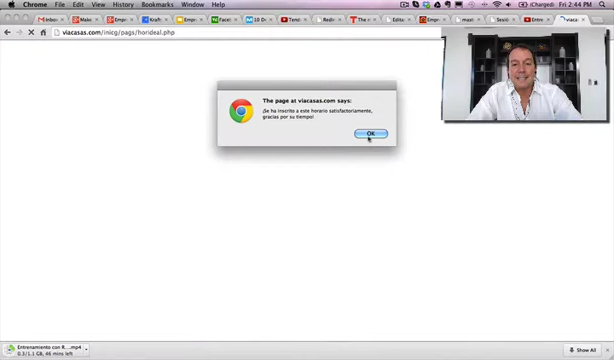 Chrome File Edit View History Bookmarks Window Help
(Charged) Fri 2:44 PM
viacasas.com/inicg/pags/horideal.php
The page at viacasas.com says:
¡Se ha inscrito a este horario satisfactoriamente,
gracias por su tiempo!
OK
Entrenamiento con R....mp4
0.3/1.1 GB, 46 mins left
Show All